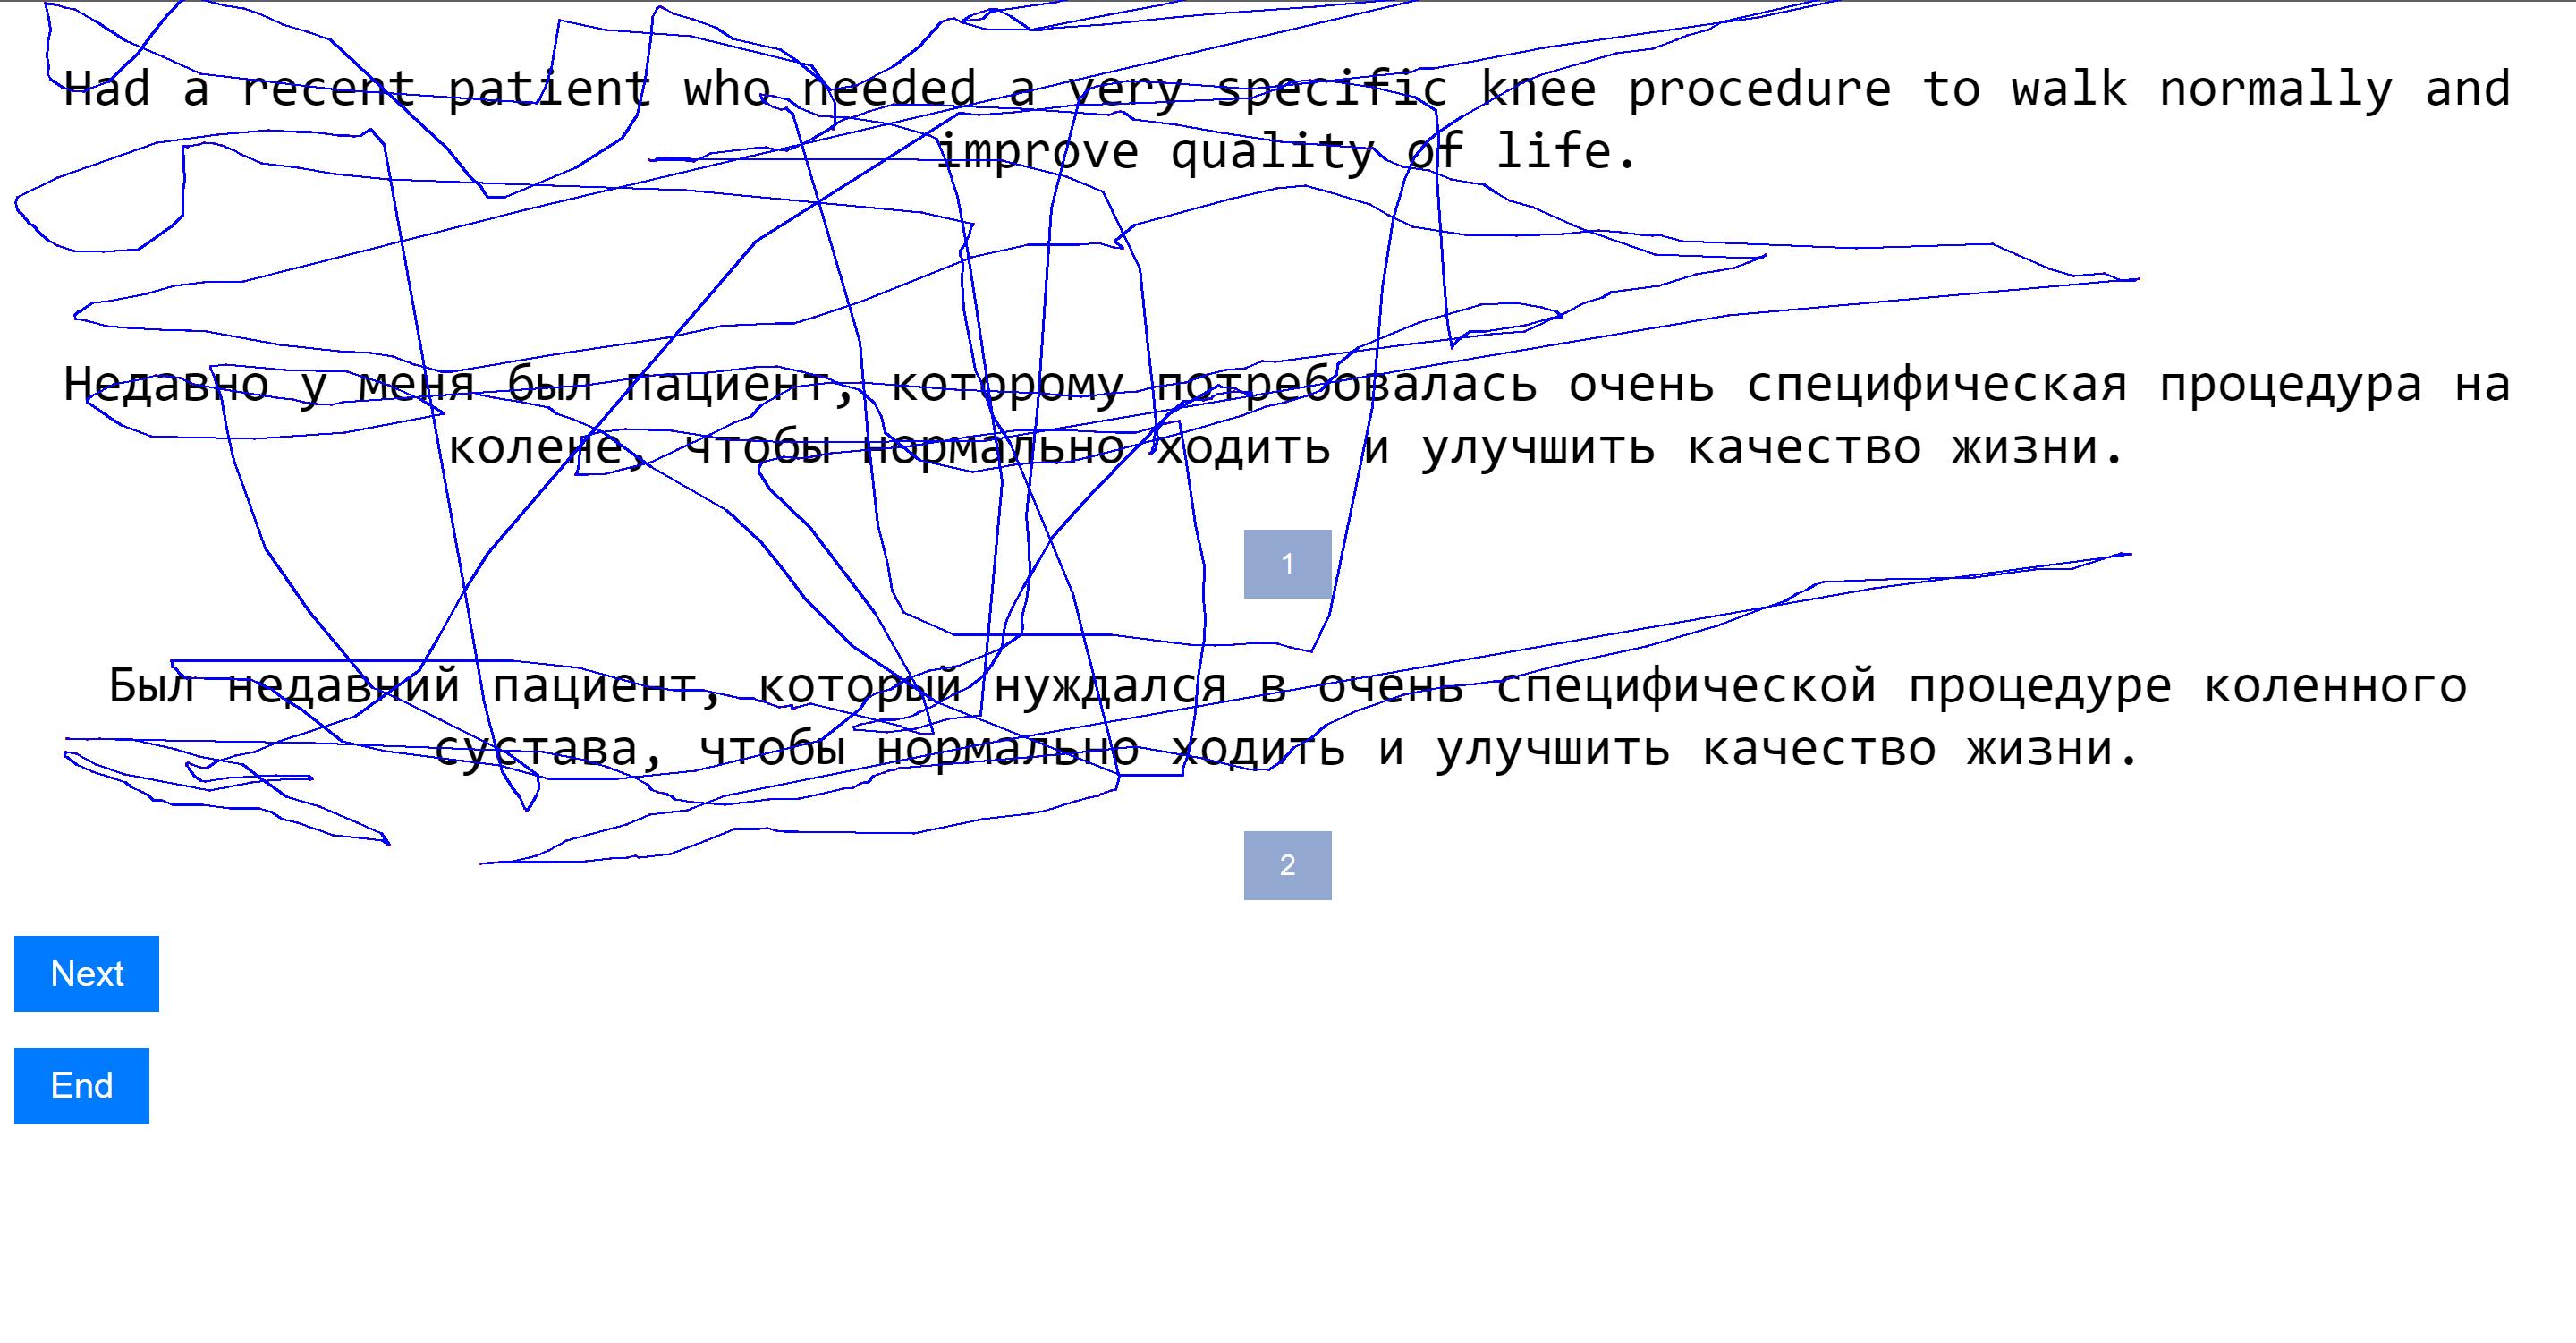 Had a recent patient who needed a very specific knee procedure to walk normally and
improve quality of life.
Недавно у меня был пациент, которому потребовалась очень специфическая процедура на
колене, чтобы нормально ходить и улучшить качество жизни.
1
Был недавний пациент, который нуждался в очень специфической процедуре коленного
сустава, чтобы нормально ходить и улучшить качество жизни.
2
Next
End